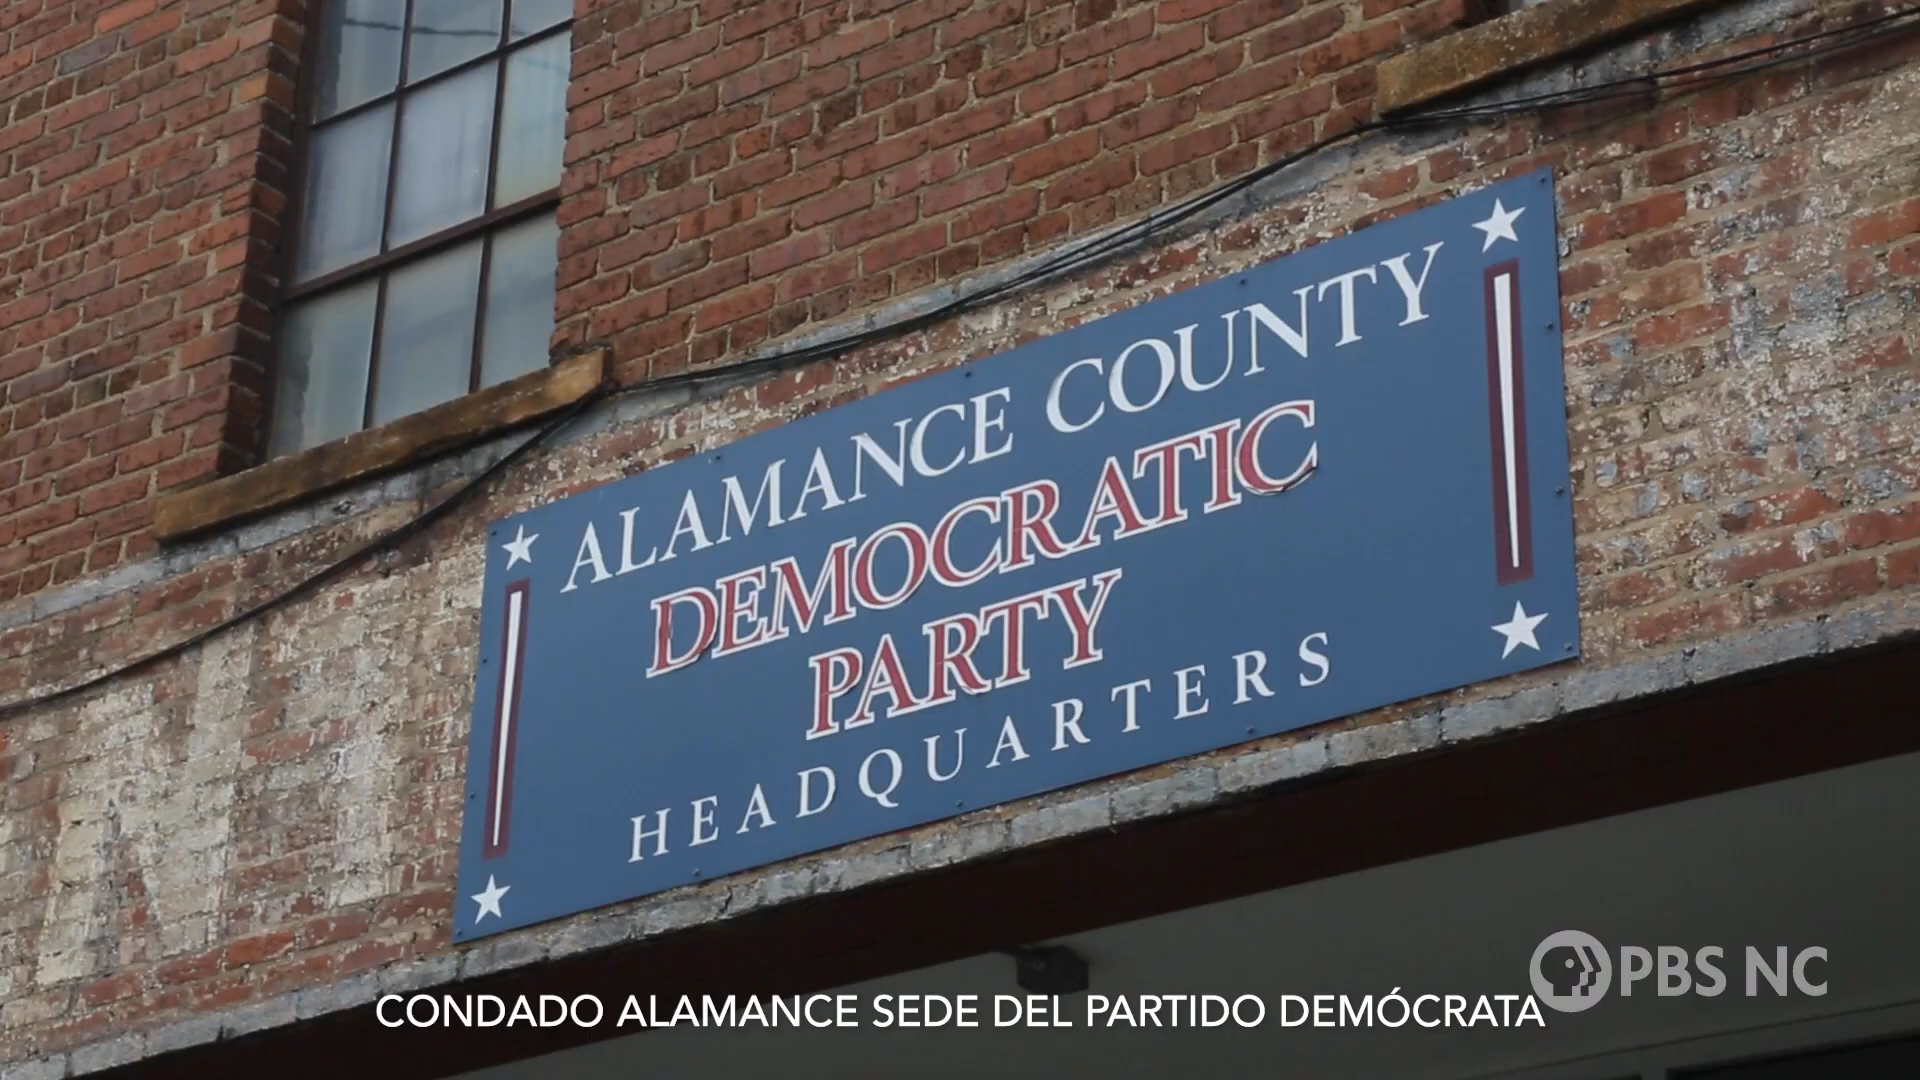 ALAMANCE COUNTY
DEMOCRATIC
PARTY
HEADQUARTERS
PBS NC
CONDADO ALAMANCE SEDE DEL PARTIDO DEMÓCRATA